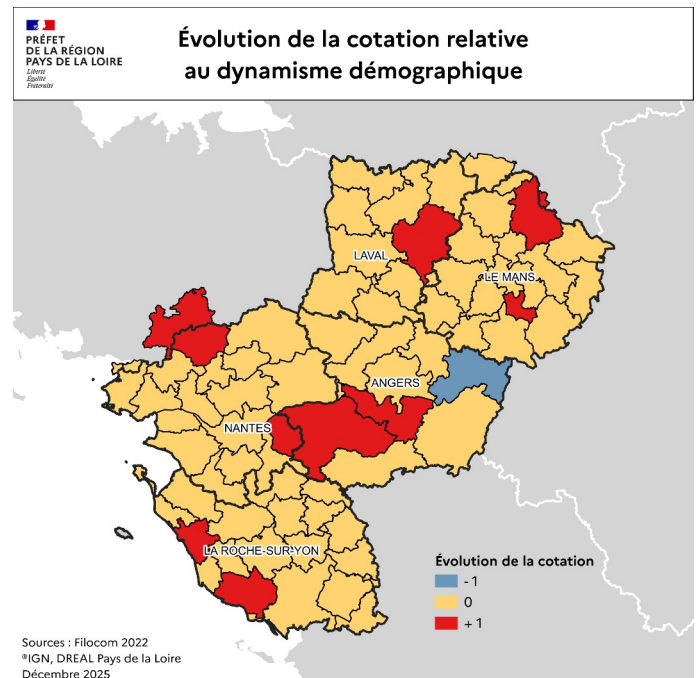 PRÉFET
DE LA RÉGION
PAYS DE LA LOIRE
Liberté
Égalité
Fraternité
Évolution de la cotation relative
au dynamisme démographique
LAVAL
LE MANS
ANGERS
NANTES
LA ROCHE-SUR-YON
Évolution de la cotation
- 1
0
+ 1
Sources : Filocom 2022
®IGN, DREAL Pays de la Loire
Décembre 2025